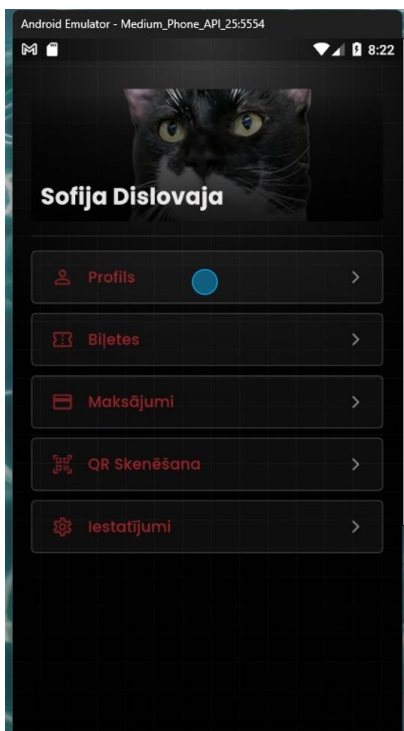 Android Emulator - Medium_Phone_API_25:5554
8:22
Sofija Dislovaja
Profils
Biļetes
Maksājumi
QR Skenēšana
Iestatījumi